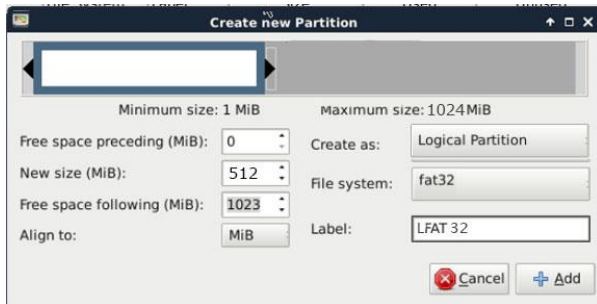 Create new Partition
Minimum size: 1 MiB Maximum size: 1024 MiB
Free space preceding (MiB): 0 Create as: Logical Partition
New size (MiB): 512 File system: fat32
Free space following (MiB): 1023
Align to: MiB Label: LFAT 32
Cancel Add